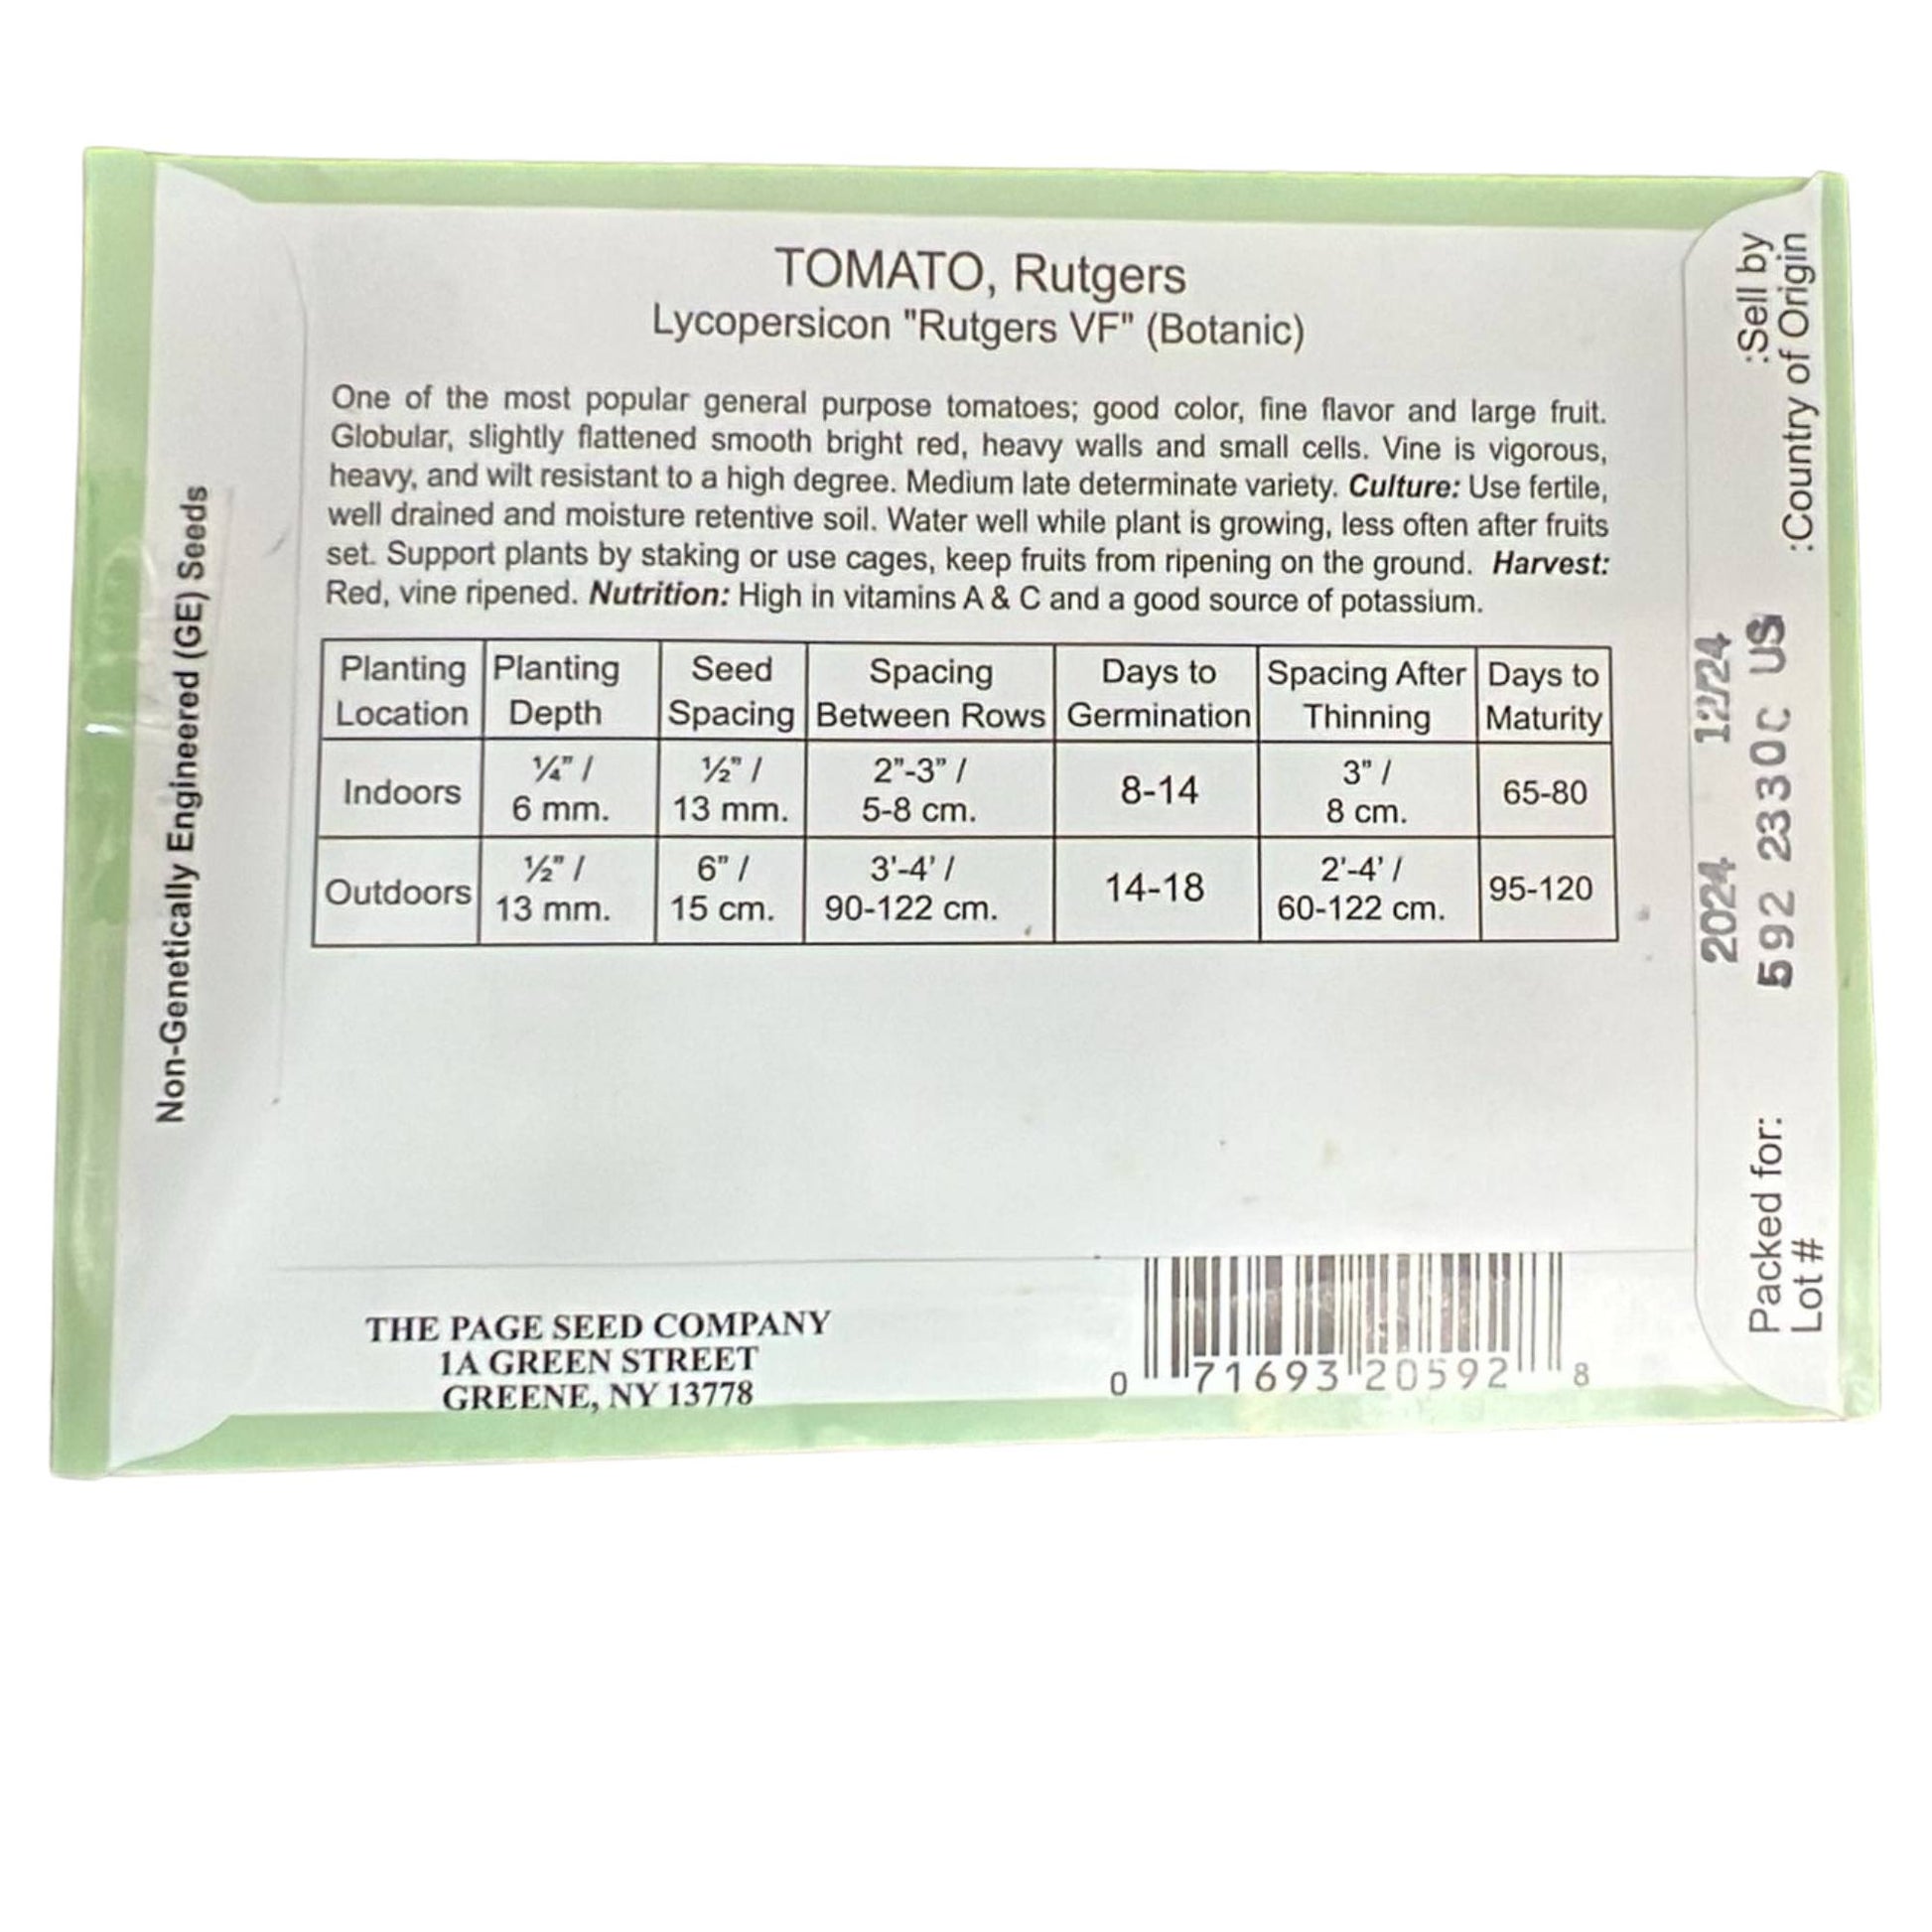 TOMATO, Rutgers
Lycopersicon "Rutgers VF" (Botanic)
One of the most popular general purpose tomatoes; good color, fine flavor and large fruit.
Globular, slightly flattened smooth bright red, heavy walls and small cells. Vine is vigorous,
heavy, and wilt resistant to a high degree. Medium late determinate variety. Culture: Use fertile,
well drained and moisture retentive soil. Water well while plant is growing, less often after fruits
set. Support plants by staking or use cages, keep fruits from ripening on the ground. Harvest:
Red, vine ripened. Nutrition: High in vitamins A & C and a good source of potassium.
Planting Location | Planting Depth | Seed Spacing | Spacing Between Rows | Days to Germination | Spacing After Thinning | Days to Maturity
Indoors | ¼" / 6 mm. | ½" / 13 mm. | 2"-3" / 5-8 cm. | 8-14 | 3" / 8 cm. | 65-80
Outdoors | ½" / 13 mm. | 6" / 15 cm. | 3'-4' / 90-122 cm. | 14-18 | 2'-4' / 60-122 cm. | 95-120
THE PAGE SEED COMPANY
1A GREEN STREET
GREENE, NY 13778
0 71693 20592 8
Non-Genetically Engineered (GE) Seeds
2024 12/24
Packed for: :Sell by
592 2330C US
Lot # :Country of Origin